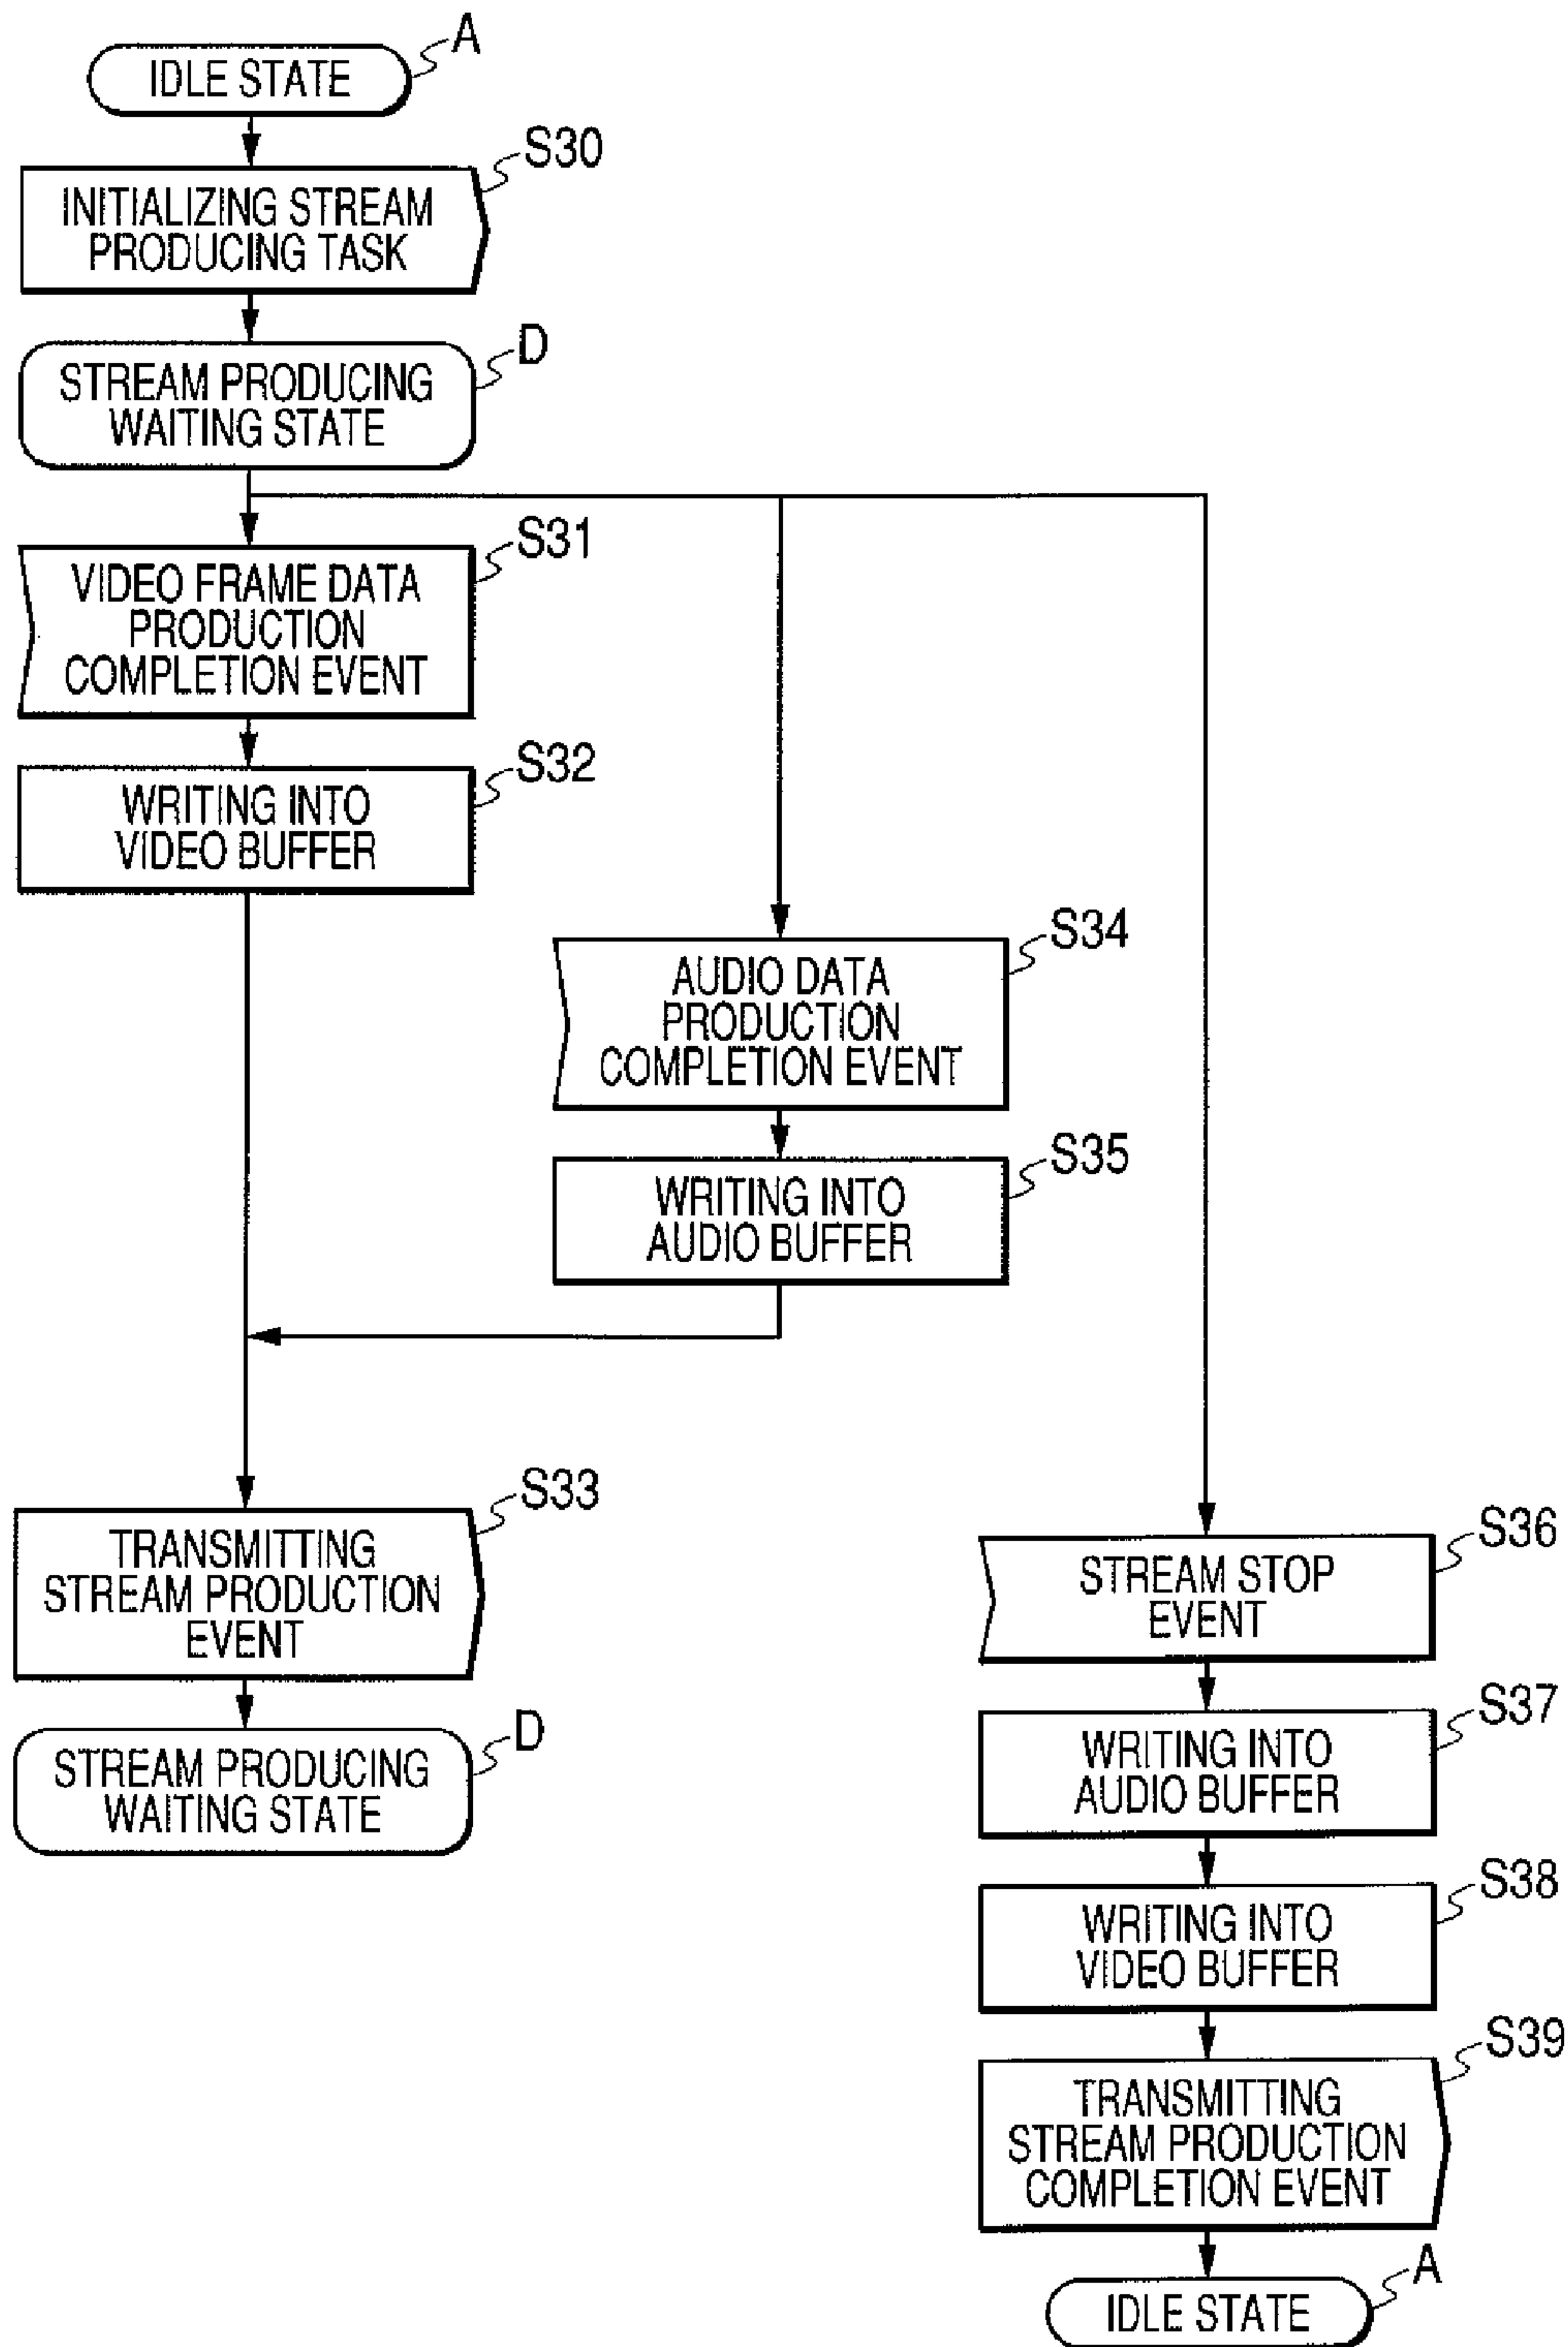 IDLE STATE
A
S30
INITIALIZING STREAM
PRODUCING TASK
D
STREAM PRODUCING
WAITING STATE
S31
VIDEO FRAME DATA
PRODUCTION
COMPLETION EVENT
S32
WRITING INTO
VIDEO BUFFER
S34
AUDIO DATA
PRODUCTION
COMPLETION EVENT
S35
WRITING INTO
AUDIO BUFFER
S33
TRANSMITTING
STREAM PRODUCTION
EVENT
D
STREAM PRODUCING
WAITING STATE
S36
STREAM STOP
EVENT
S37
WRITING INTO
AUDIO BUFFER
S38
WRITING INTO
VIDEO BUFFER
S39
TRANSMITTING
STREAM PRODUCTION
COMPLETION EVENT
A
IDLE STATE